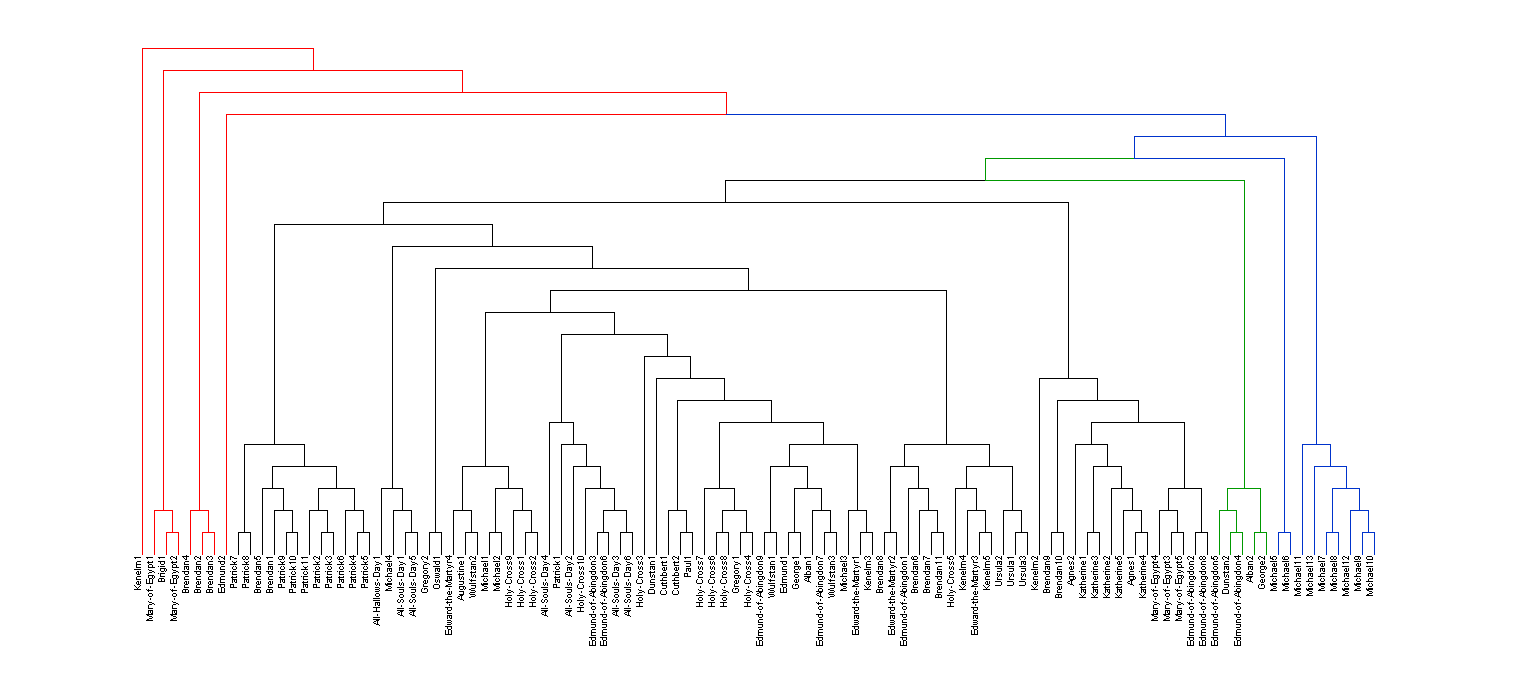 Kenelm1
Mary-of-Egypt1
Brigid1
Mary-of-Egypt2
Brendan4
Brendan2
Brendan3
Edmund2
Patrick7
Patrick8
Brendan5
Brendan1
Patrick9
Patrick10
Patrick11
Patrick2
Patrick3
Patrick6
Patrick4
Patrick5
All-Hallows-Day1
Michael4
All-Souls-Day1
All-Souls-Day5
Gregory2
Oswald1
Edward-the-Martyr4
Augustine1
Wulfstan2
Michael1
Michael2
Holy-Cross9
Holy-Cross1
Holy-Cross2
All-Souls-Day4
Patrick1
All-Souls-Day2
Holy-Cross10
Edmund-of-Abingdon3
Edmund-of-Abingdon6
All-Souls-Day3
All-Souls-Day6
Holy-Cross3
Dunstan1
Cuthbert1
Cuthbert2
Paul1
Holy-Cross7
Holy-Cross6
Holy-Cross8
Gregory1
Holy-Cross4
Edmund-of-Abingdon9
Wulfstan1
Edmund1
George1
Alban1
Edmund-of-Abingdon7
Wulfstan3
Michael3
Edward-the-Martyr1
Kenelm3
Brendan8
Edward-the-Martyr2
Edmund-of-Abingdon1
Brendan6
Brendan7
Brendan11
Holy-Cross5
Kenelm4
Edward-the-Martyr3
Kenelm5
Ursula2
Ursula1
Ursula3
Kenelm2
Brendan9
Brendan10
Agnes2
Katherine1
Katherine3
Katherine2
Katherine5
Agnes1
Katherine4
Mary-of-Egypt4
Mary-of-Egypt3
Mary-of-Egypt5
Edmund-of-Abingdon2
Edmund-of-Abingdon8
Edmund-of-Abingdon5
Dunstan2
Edmund-of-Abingdon4
Alban2
George2
Michael5
Michael6
Michael11
Michael13
Michael7
Michael8
Michael12
Michael9
Michael10